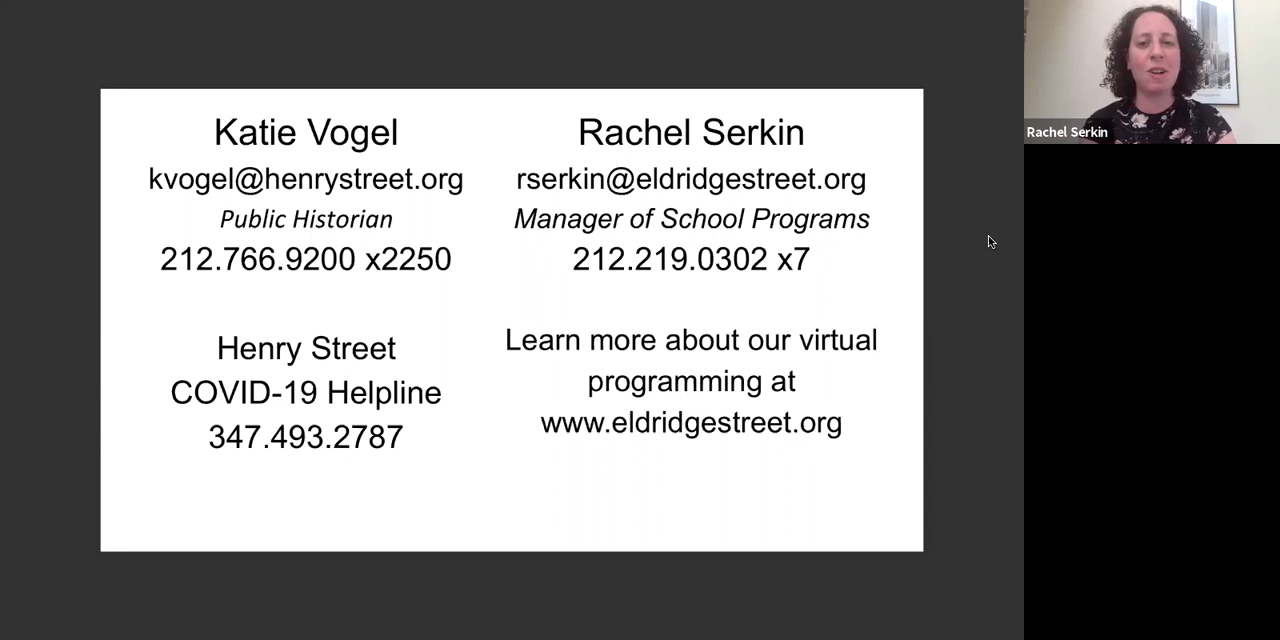 Katie Vogel
kvogel@henrystreet.org
Public Historian
212.766.9200 x2250
Henry Street
COVID-19 Helpline
347.493.2787
Rachel Serkin
rserkin@eldridgestreet.org
Manager of School Programs
212.219.0302 x7
Learn more about our virtual
programming at
www.eldridgestreet.org
Rachel Serkin